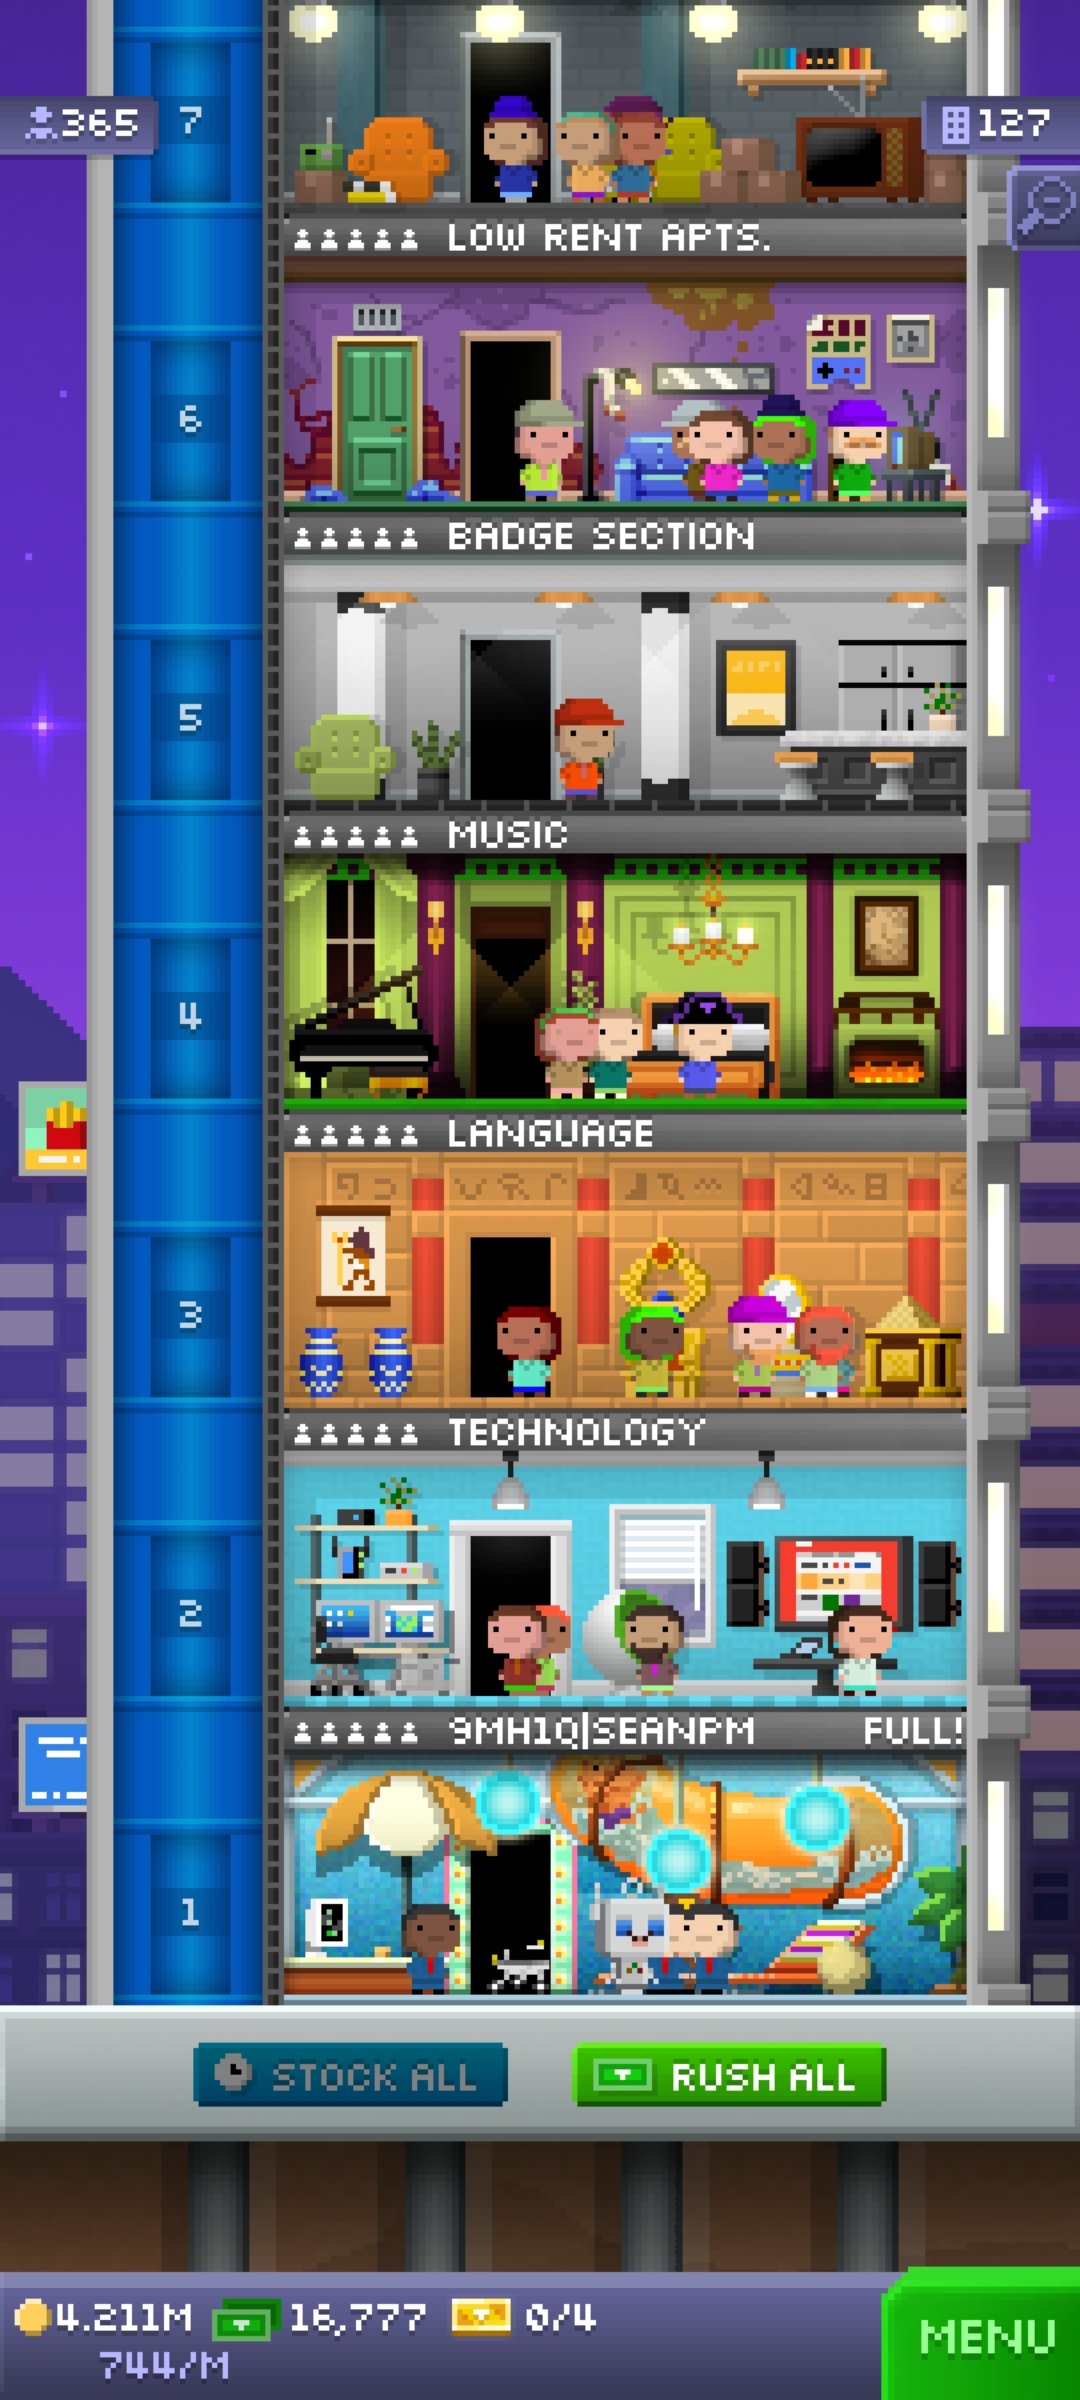 365
7
127
LOW RENT APTS.
6
BADGE SECTION
5
MUSIC
4
LANGUAGE
3
TECHNOLOGY
2
9MH1Q|SEANPM FULL!
1
STOCK ALL
RUSH ALL
4.211M 16,777 0/4
744/M
MENU